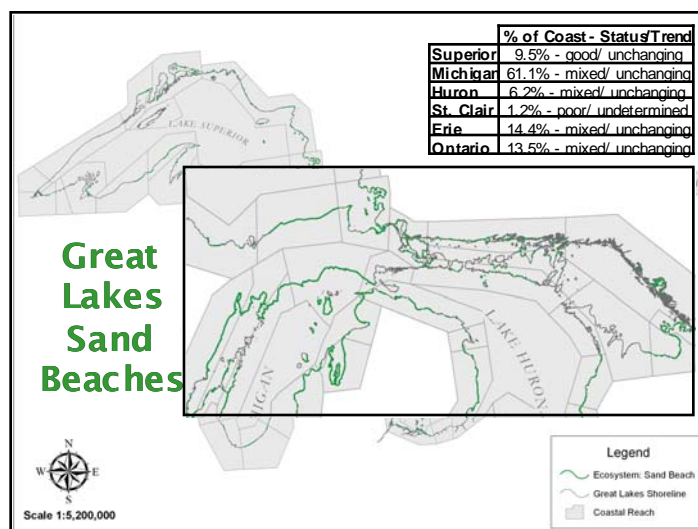 % of Coast - Status/Trend
Superior 9.5% - good/ unchanging
Michigan 61.1% - mixed/ unchanging
Huron 6.2% - mixed/ unchanging
St. Clair 1.2% - poor/ undetermined
Erie 14.4% - mixed/ unchanging
Ontario 13.5% - mixed/ unchanging
LAKE SUPERIOR
Great
Lakes
Sand
Beaches
HIGAN
LAKE HURON
N
W E
S
Scale 1:5,200,000
Legend
Ecosystem: Sand Beach
Great Lakes Shoreline
Coastal Reach